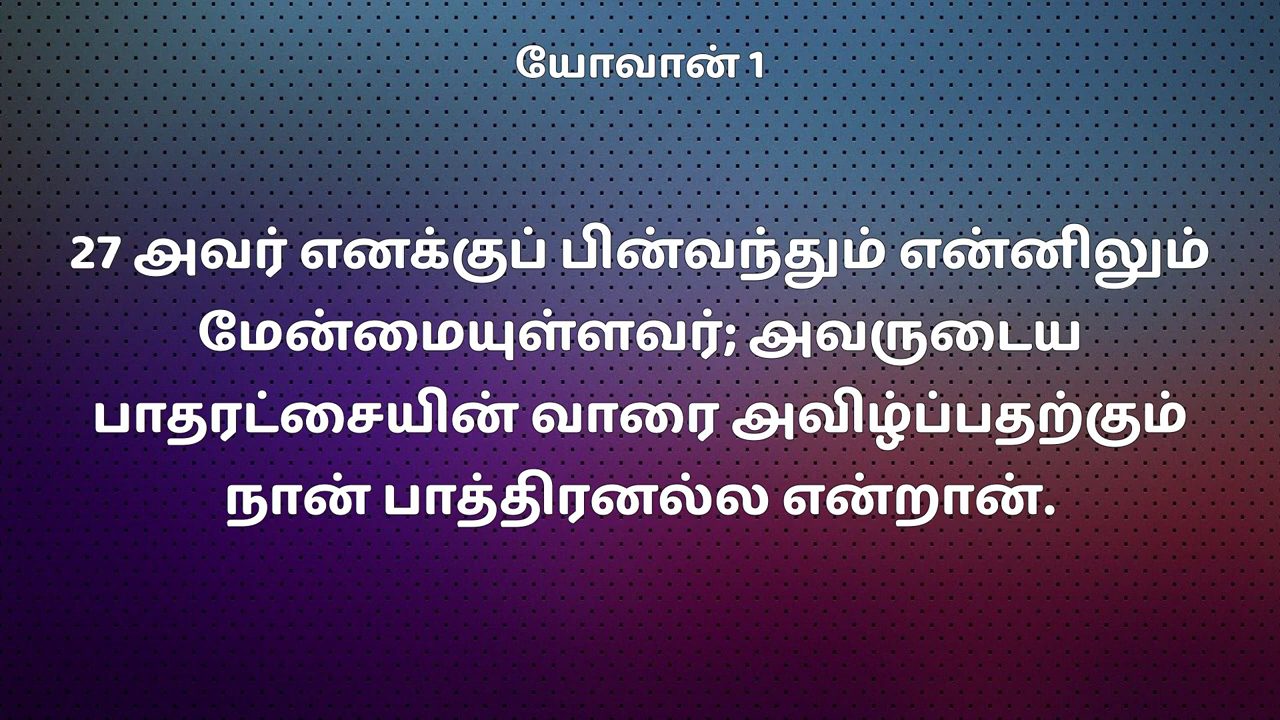 யோவான் 1
27 அவர் எனக்குப் பின்வந்தும் என்னிலும்
மேன்மையுள்ளவர்; அவருடைய
பாதரட்சையின் வாரை அவிழ்ப்பதற்கும்
நான் பாத்திரனல்ல என்றான்.